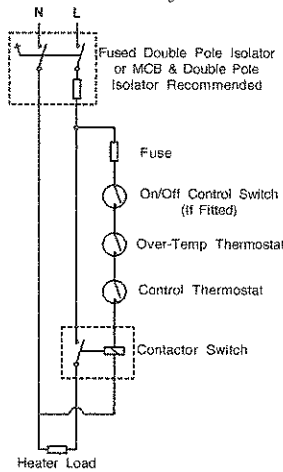 N L
Fused Double Pole Isolator
or MCB & Double Pole
Isolator Recommended
Fuse
On/Off Control Switch
(If Fitted)
Over-Temp Thermostat
Control Thermostat
Contactor Switch
Heater Load